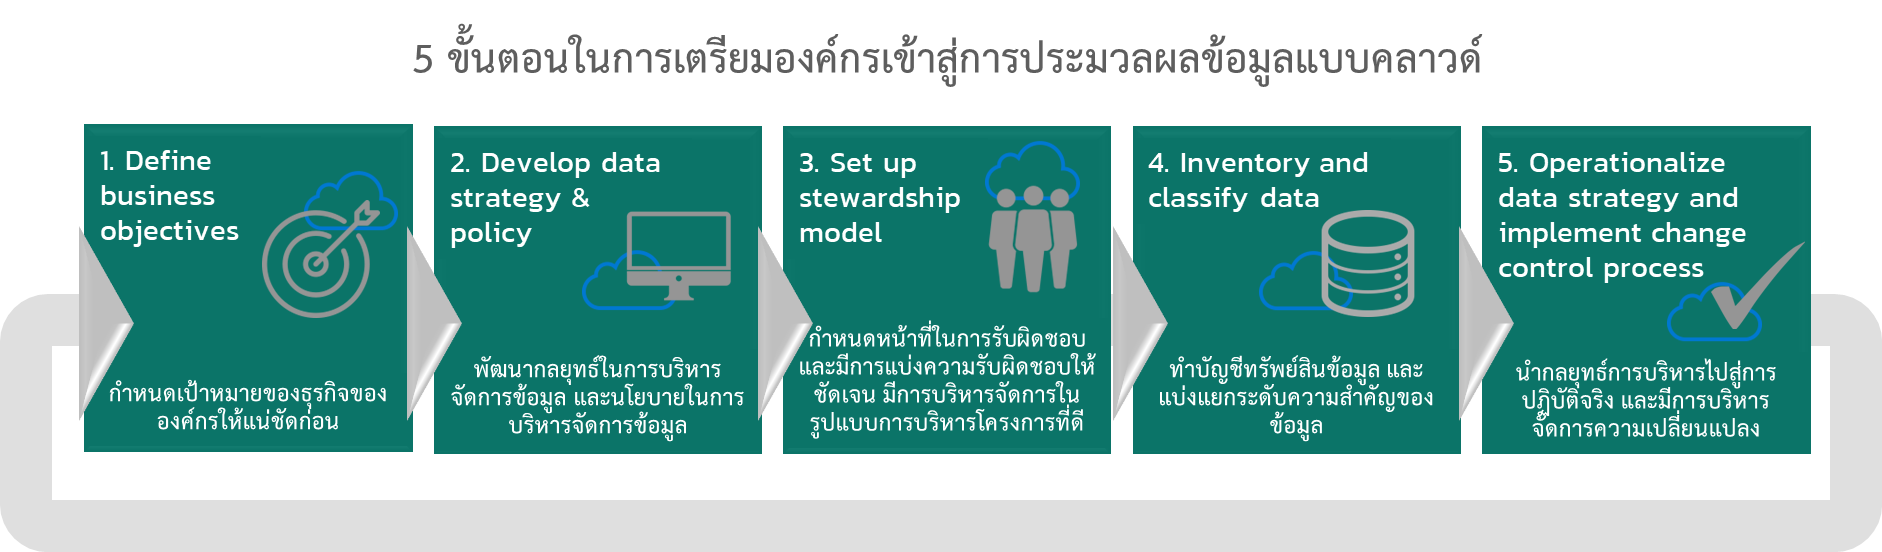 5 ขั้นตอนในการเตรียมองค์กรเข้าสู่การประมวลผลข้อมูลแบบคลาวด์
1. Define
business
objectives
กำหนดเป้าหมายของธุรกิจของ
องค์กรให้แน่ชัดก่อน
2. Develop data
strategy &
policy
พัฒนากลยุทธ์ในการบริหาร
จัดการข้อมูล และนโยบายในการ
บริหารจัดการข้อมูล
3. Set up
stewardship
model
กำหนดหน้าที่ในการรับผิดชอบ
และมีการแบ่งความรับผิดชอบให้
ชัดเจน มีการบริหารจัดการใน
รูปแบบการบริหารโครงการที่ดี
4. Inventory and
classify data
ทำบัญชีทรัพย์สินข้อมูล และ
แบ่งแยกระดับความสำคัญของ
ข้อมูล
5. Operationalize
data strategy and
implement change
control process
นำกลยุทธ์การบริหารไปสู่การ
ปฏิบัติจริง และมีการบริหาร
จัดการความเปลี่ยนแปลง